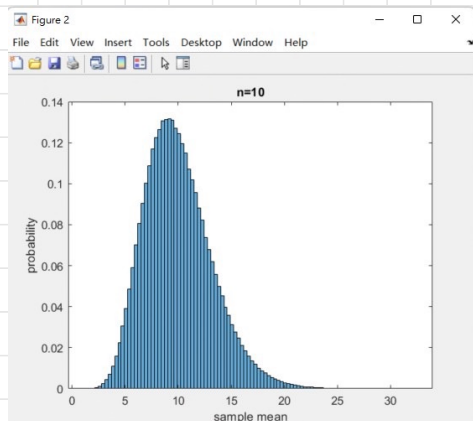 Figure 2
File Edit View Insert Tools Desktop Window Help
n=10
0.14
0.12
0.1
0.08
0.06
0.04
0.02
0
probability
0 5 10 15 20 25 30
sample mean